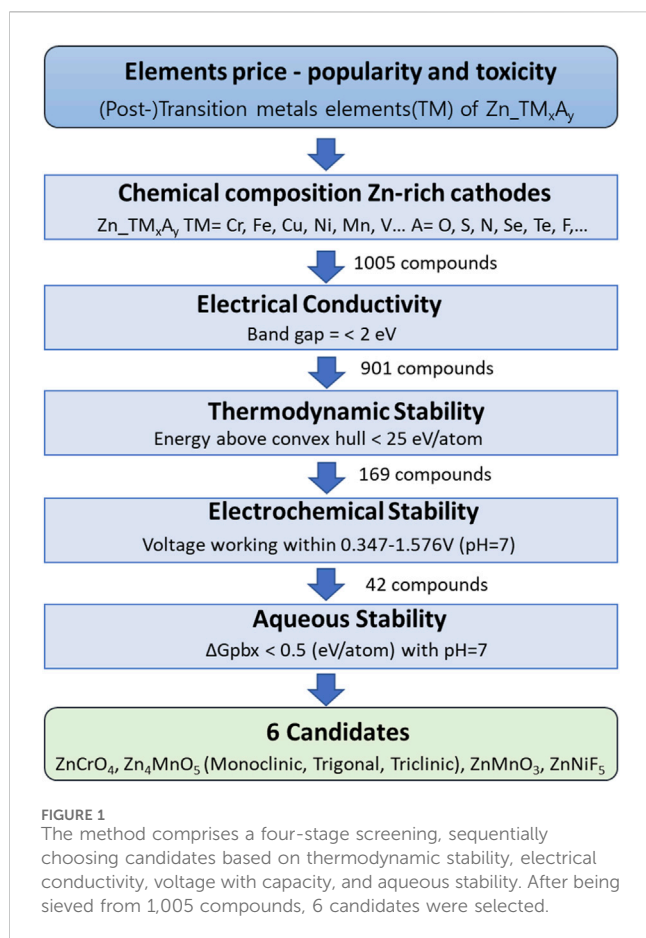 Elements price - popularity and toxicity
(Post-)Transition metals elements(TM) of Zn_TMxAy
Chemical composition Zn-rich cathodes
Zn_TMxAy TM= Cr, Fe, Cu, Ni, Mn, V... A= O, S, N, Se, Te, F,...
1005 compounds
Electrical Conductivity
Band gap = < 2 eV
901 compounds
Thermodynamic Stability
Energy above convex hull < 25 eV/atom
169 compounds
Electrochemical Stability
Voltage working within 0.347-1.576V (pH=7)
42 compounds
Aqueous Stability
ΔGpbx < 0.5 (eV/atom) with pH=7
6 Candidates
ZnCrO4, Zn4MnO5 (Monoclinic, Trigonal, Triclinic), ZnMnO3, ZnNiF5
FIGURE 1
The method comprises a four-stage screening, sequentially
choosing candidates based on thermodynamic stability, electrical
conductivity, voltage with capacity, and aqueous stability. After being
sieved from 1,005 compounds, 6 candidates were selected.